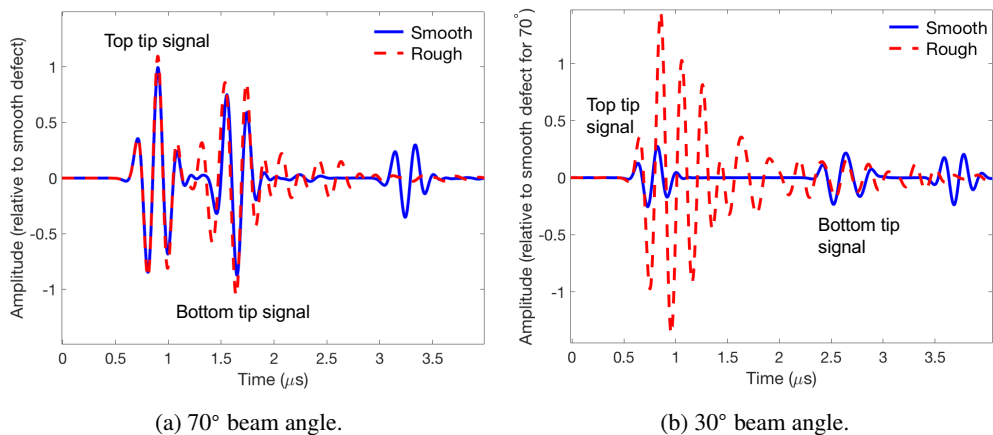 Amplitude (relative to smooth defect)
Top tip signal
Smooth
Rough
Bottom tip signal
1
0.5
0
-0.5
-1
0 0.5 1 1.5 2 2.5 3 3.5
Time (μs)
(a) 70° beam angle.
Amplitude (relative to smooth defect for 70°)
Smooth
Rough
Top tip
signal
Bottom tip
signal
1
0.5
0
-0.5
-1
0 0.5 1 1.5 2 2.5 3 3.5
Time (μs)
(b) 30° beam angle.